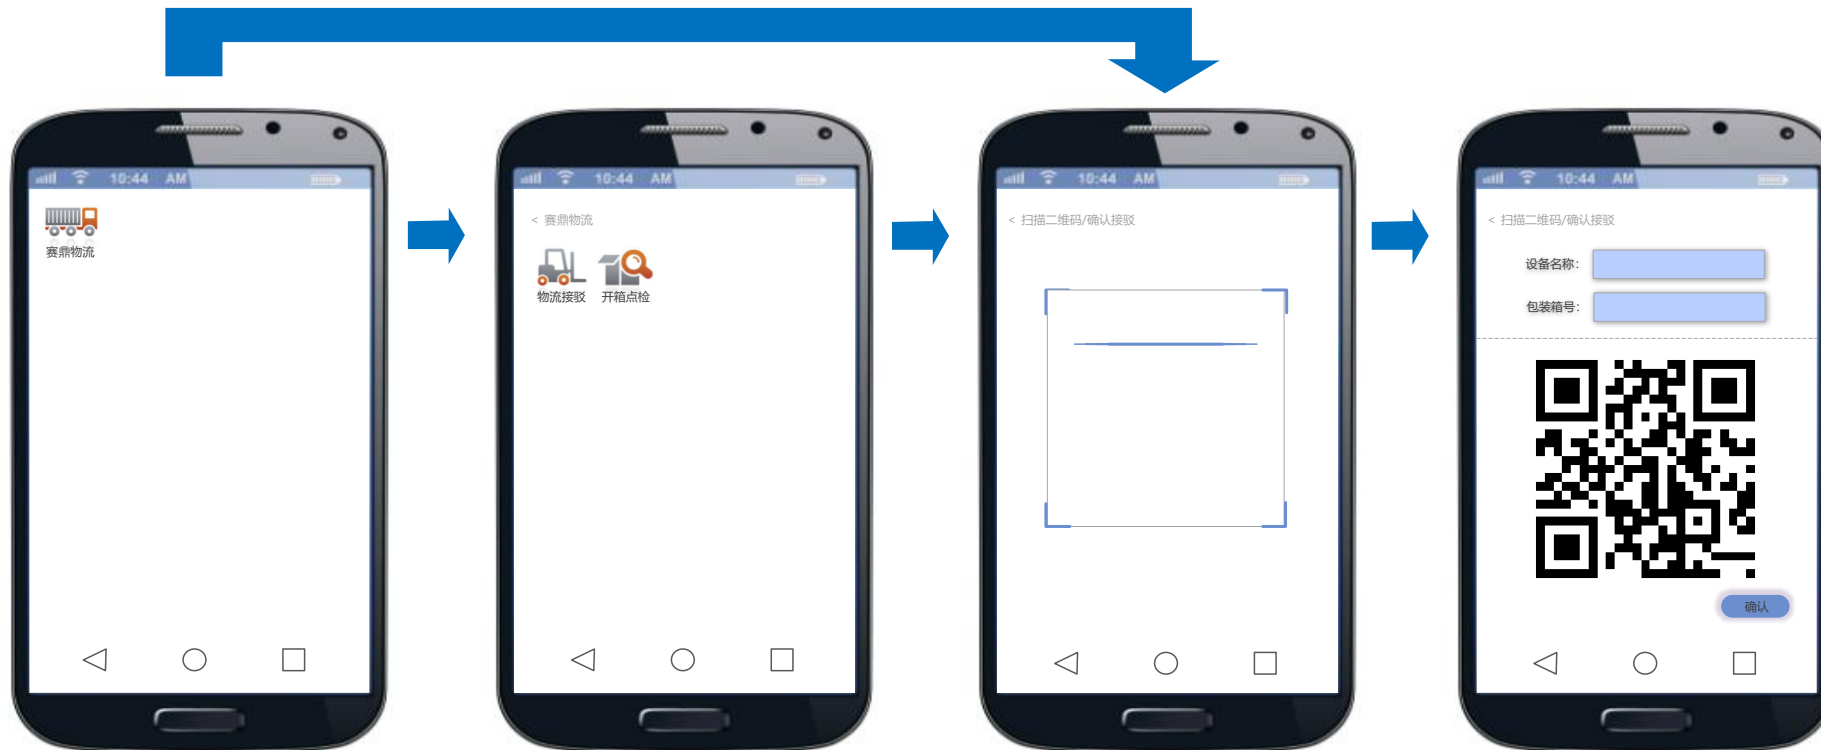 10:44 AM
赛鼎物流
10:44 AM
< 赛鼎物流
物流接驳 开箱点检
10:44 AM
< 扫描二维码/确认接驳
10:44 AM
< 扫描二维码/确认接驳
设备名称:
包装箱号:
确认